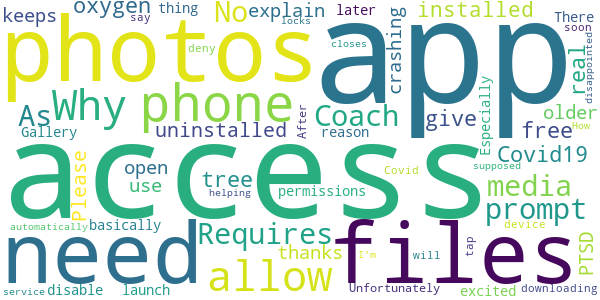 keeps oxygen thing No explain later installed There
say locks deny closes soon
photos app crashing real disappointed
As Why phone Coach give free older How
Gallery uninstalled After reason Especially Covid19
access
Please open use tree helping permissions Covid prompt media supposed
automatically basically Requires thanks I'm tap device
need allow files will PTSD
service disable launch Unfortunately excited downloading